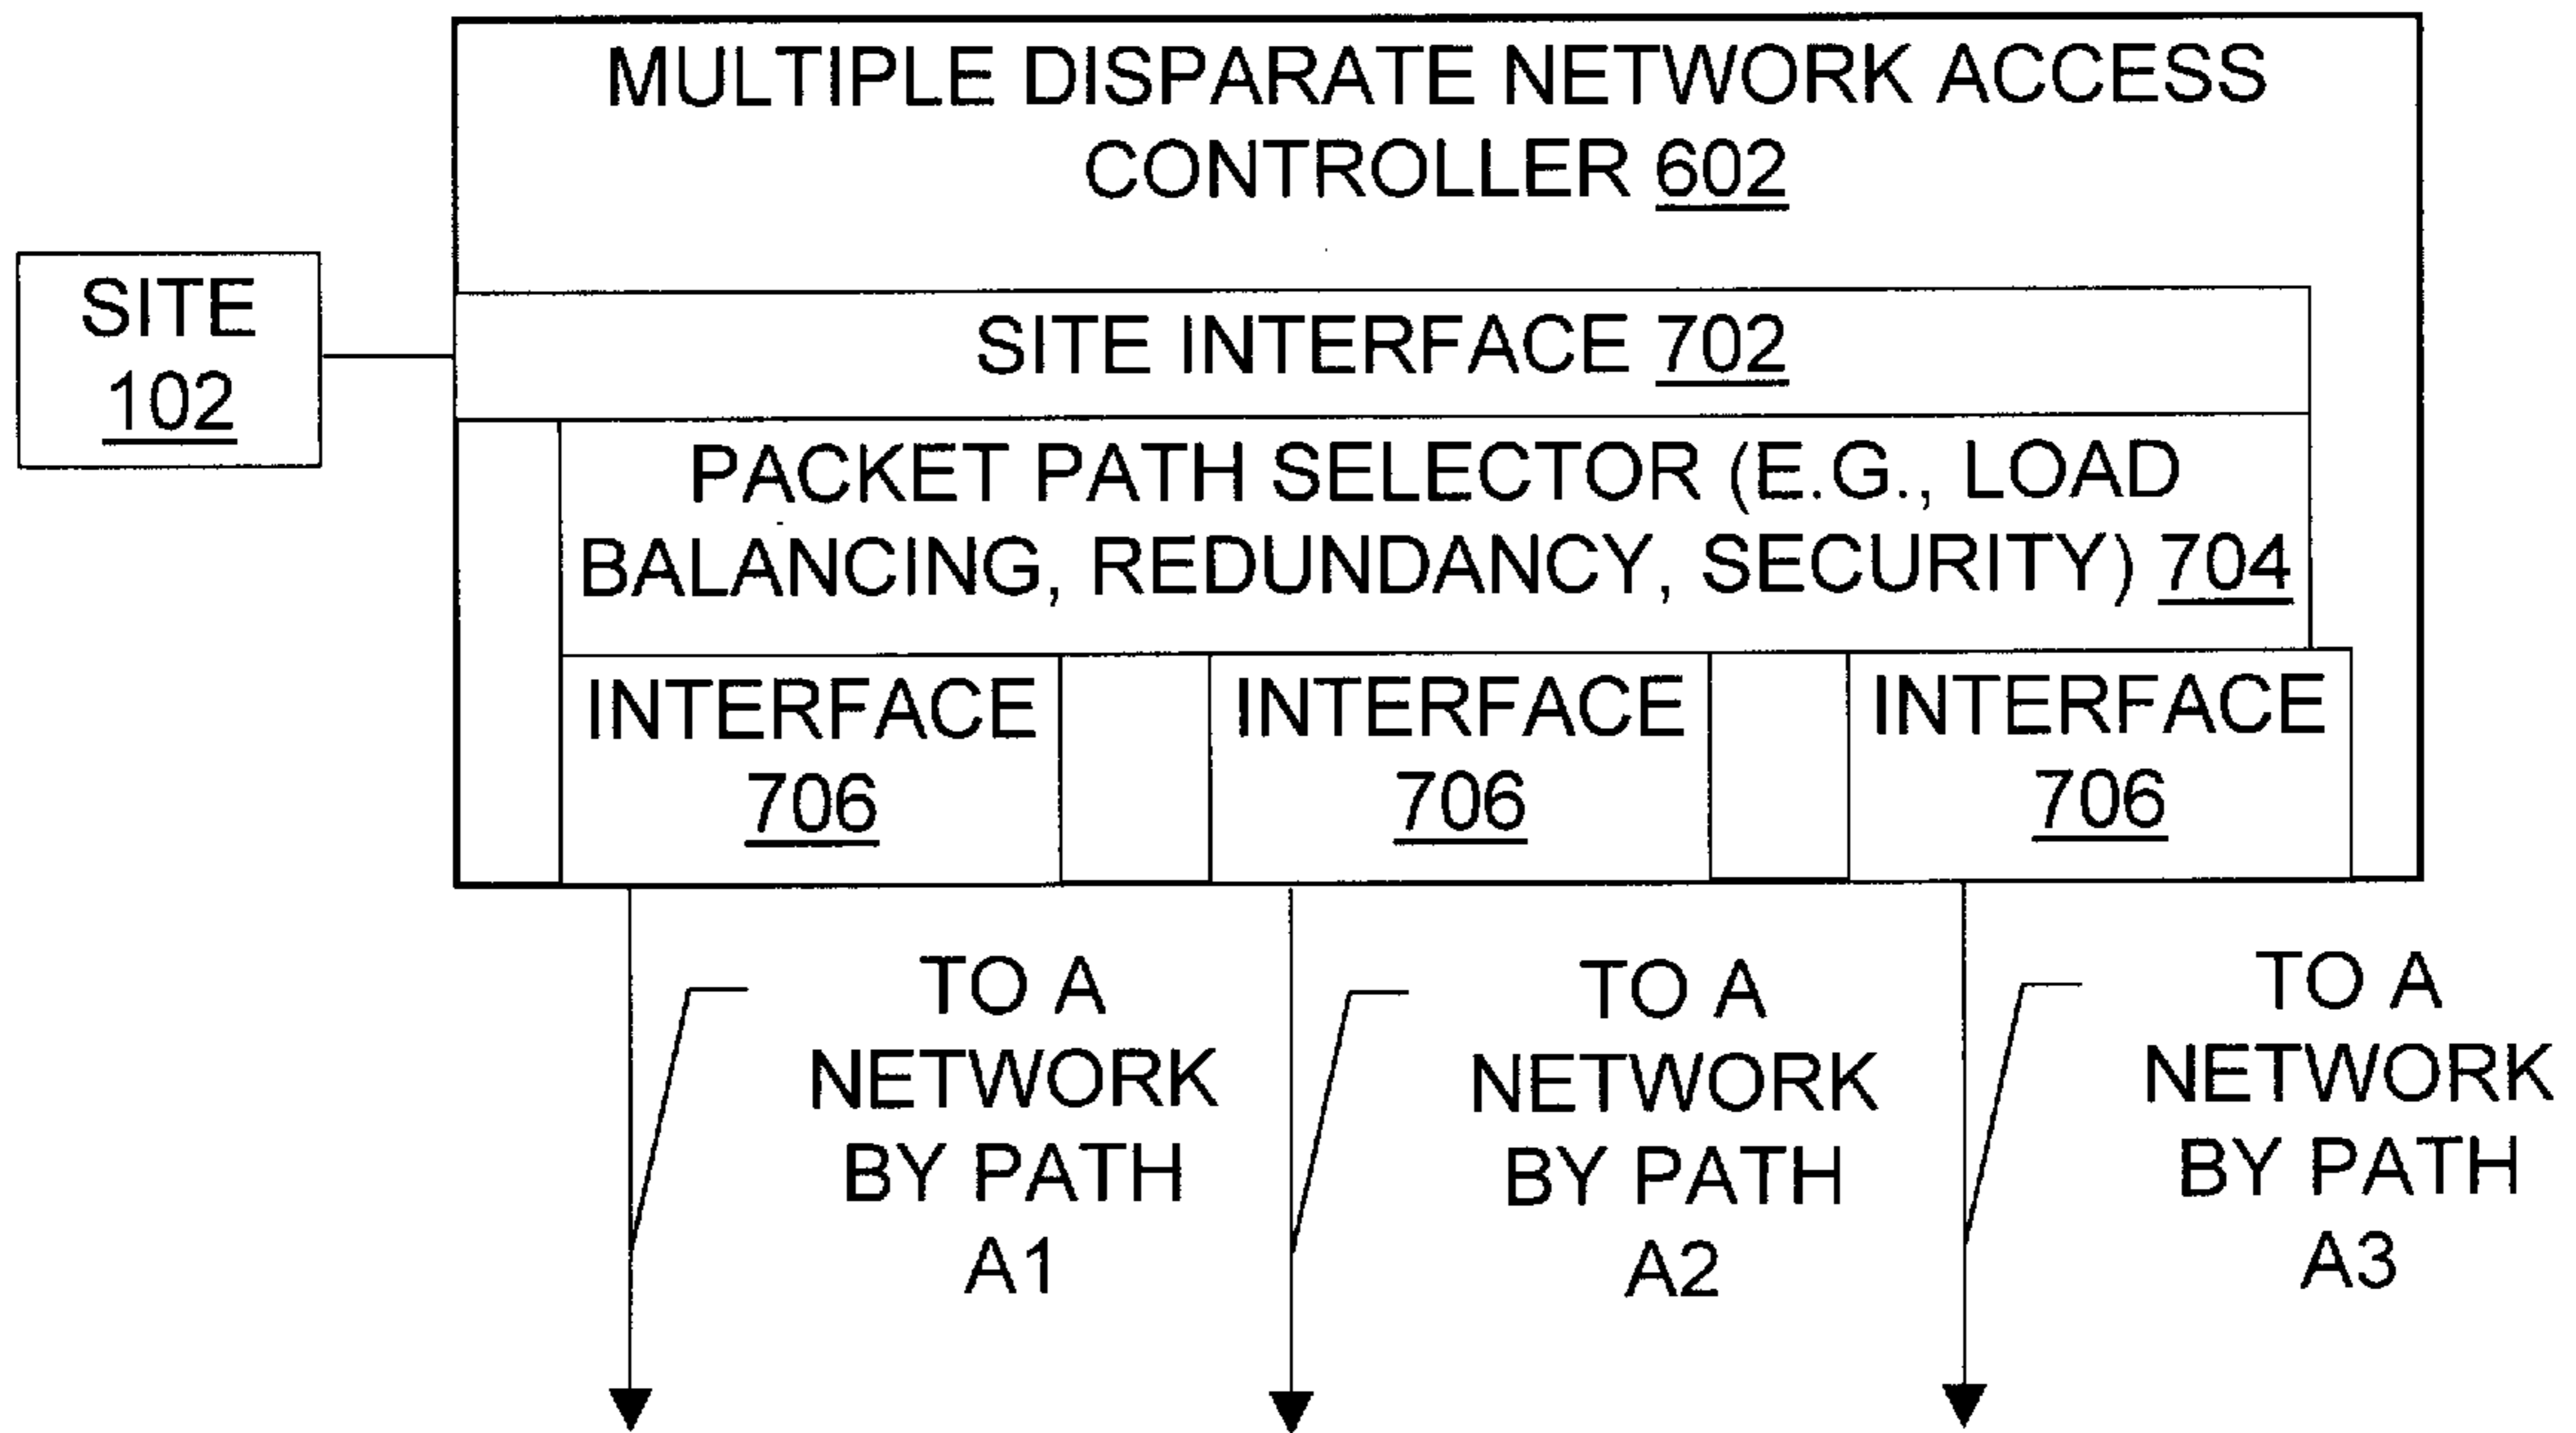 MULTIPLE DISPARATE NETWORK ACCESS
CONTROLLER 602
SITE
102
SITE INTERFACE 702
PACKET PATH SELECTOR (E.G., LOAD
BALANCING, REDUNDANCY, SECURITY) 704
INTERFACE
706
INTERFACE
706
INTERFACE
706
TO A
NETWORK
BY PATH
A1
TO A
NETWORK
BY PATH
A2
TO A
NETWORK
BY PATH
A3